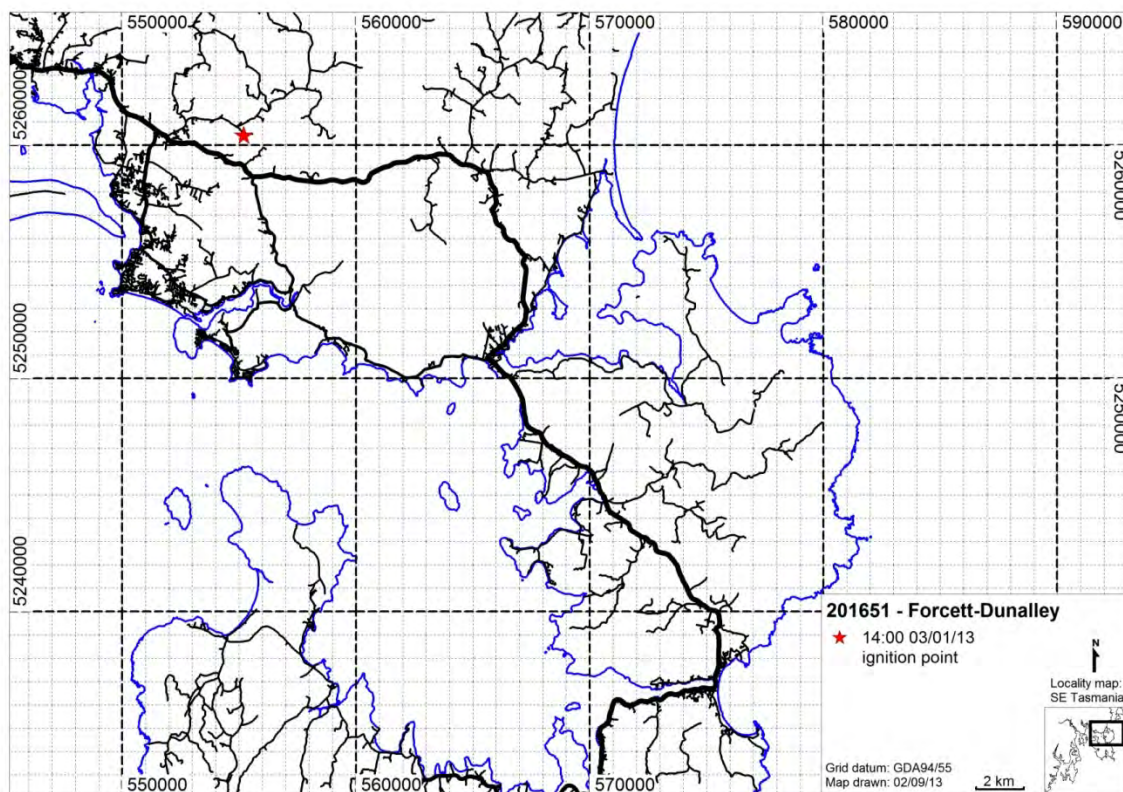 550000 560000 570000 580000 590000
5260000
5260000
5250000
5250000
5240000
201651 - Forcett-Dunalley
14:00 03/01/13
ignition point
N
Locality map:
SE Tasmania
Grid datum: GDA94/55
Map drawn: 02/09/13
2 km
550000 560000 570000